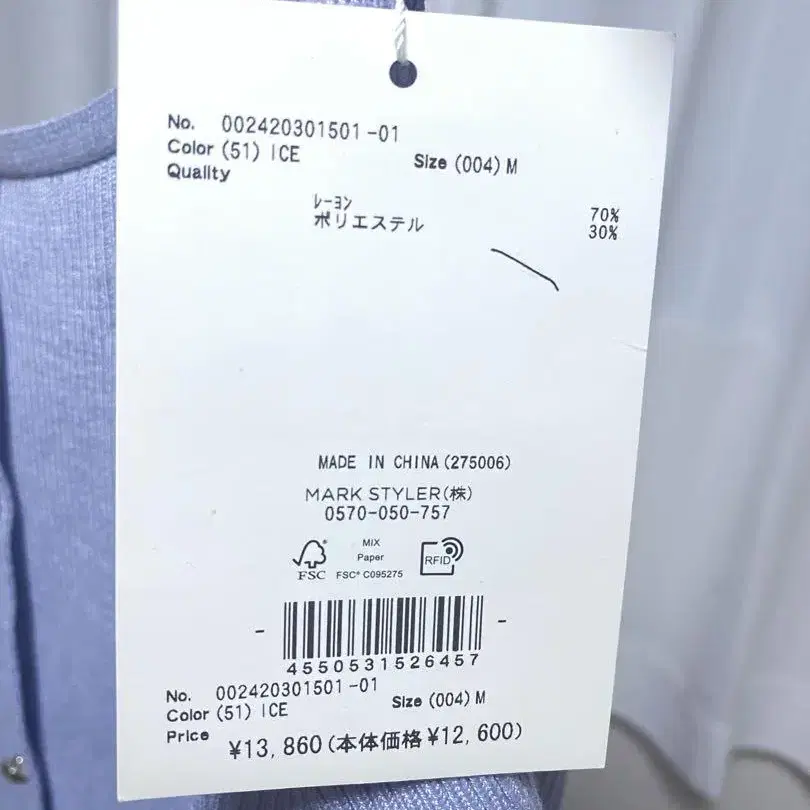 No. 002420301501-01
Color (51) ICE Size (004) M
Quality
レーヨン 70%
ポリエステル 30%
MADE IN CHINA (275006)
MARK STYLER(株)
0570-050-757
FSC® MIX Paper FSC® C095275 RFID
4550531526457
No. 002420301501-01
Color (51) ICE Size (004) M
Price ¥13,860(本体価格¥12,600)